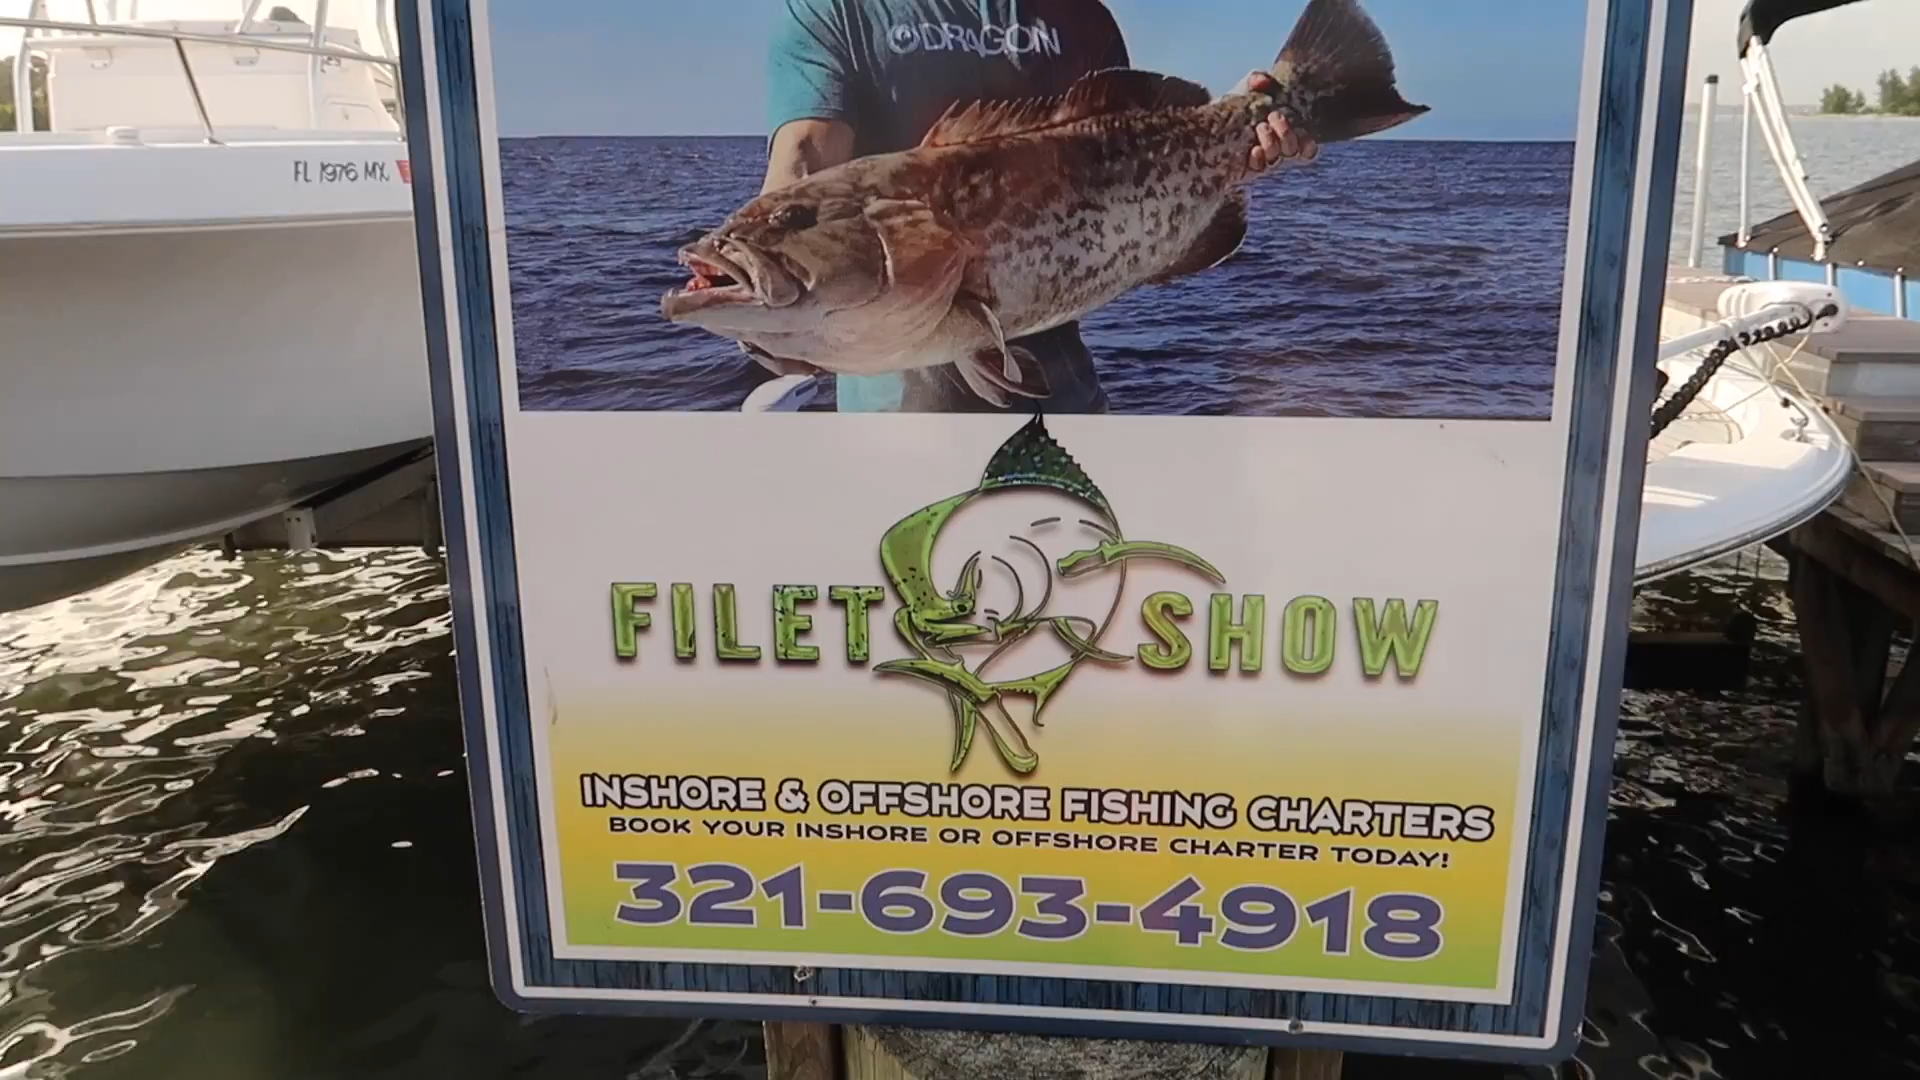 DRAGON
FL 1976 MX
FILET SHOW
INSHORE & OFFSHORE FISHING CHARTERS
BOOK YOUR INSHORE OR OFFSHORE CHARTER TODAY!
321-693-4918